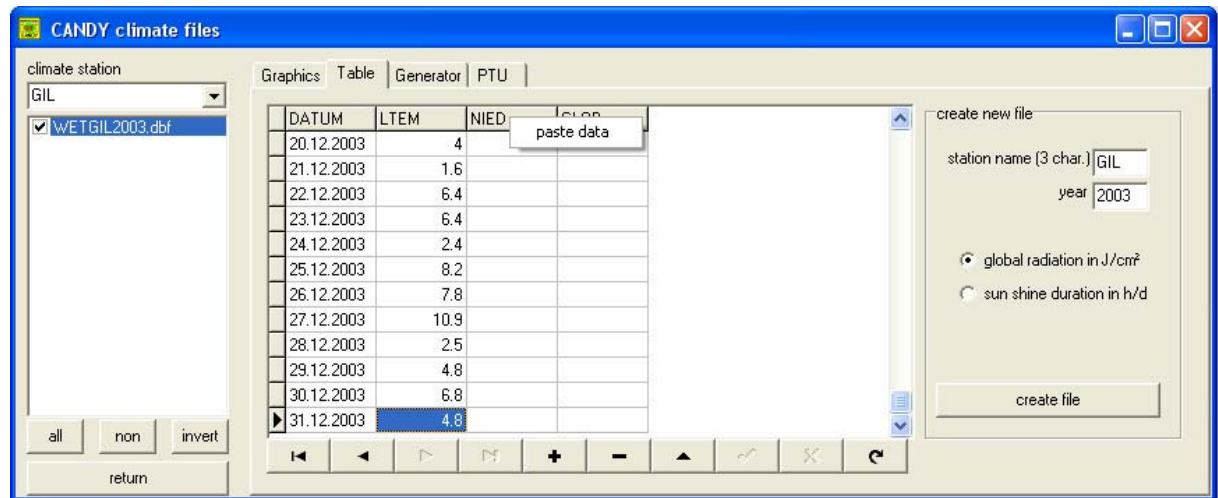 CANDY climate files
climate station
GIL
WETGIL2003.dbf
all non invert
return
Graphics Table Generator PTU
DATUM LTEM NIED
paste data
20.12.2003 4
21.12.2003 1.6
22.12.2003 6.4
23.12.2003 6.4
24.12.2003 2.4
25.12.2003 8.2
26.12.2003 7.8
27.12.2003 10.9
28.12.2003 2.5
29.12.2003 4.8
30.12.2003 6.8
31.12.2003 4.8
create new file
station name (3 char.) GIL
year 2003
global radiation in J/cm²
sun shine duration in h/d
create file